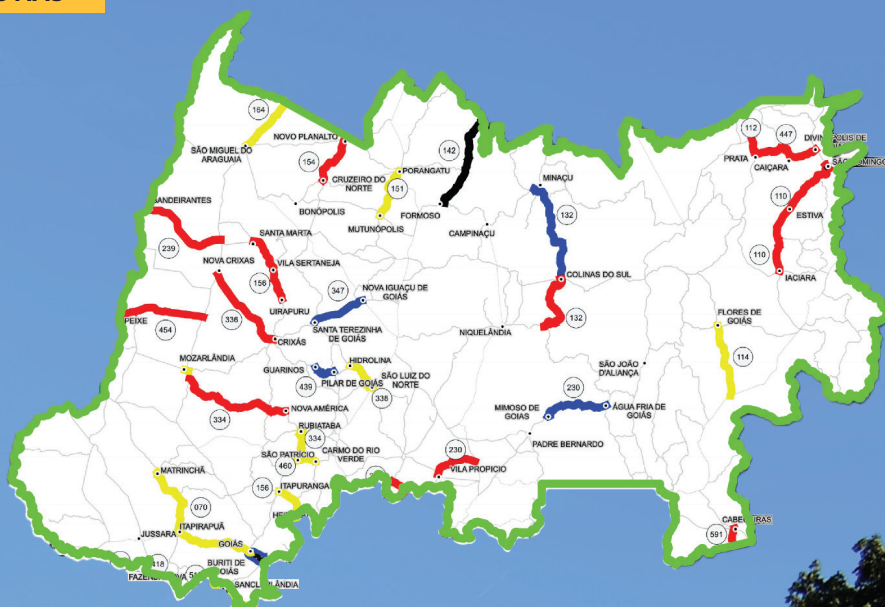 164
NOVO PLANALTO
SÃO MIGUEL DO
ARAGUAIA
154
CRUZEIRO DO
NORTE
PORANGATU
151
142
BONÓPOLIS
MUTUNÓPOLIS
FORMOSO
CAMPINAÇU
MINAÇU
132
112
447
PRATA
CAIÇARA
110
ESTIVA
110
IACIARA
ANDEIRANTES
239
SANTA MARTA
NOVA CRIXAS
VILA SERTANEJA
156
UIRAPURU
347
NOVA IGUAÇU DE
GOIÁS
COLINAS DO SUL
132
PEIXE
454
336
CRIXÁS
SANTA TEREZINHA
DE GOIÁS
NIQUELÂNDIA
FLORES DE
GOIÁS
114
MOZARLÂNDIA
GUARINOS
439
PILAR DE GOIÁS
HIDROLINA
SÃO LUIZ DO
NORTE
338
SÃO JOÃO
D'ALIANÇA
230
334
NOVA AMÉRICA
MIMOSO DE
GOIAS
ÁGUA FRIA DE
GOIÁS
RUBIATABA
334
PADRE BERNARDO
SÃO PATRÍCIO
460
CARMO DO RIO
VERDE
230
VILA PROPICIO
MATRINCHÃ
156
ITAPURANGA
070
ITAPIRAPUÃ
JUSSARA
GOIÁS
BURITI DE
GOIÁS
591
418